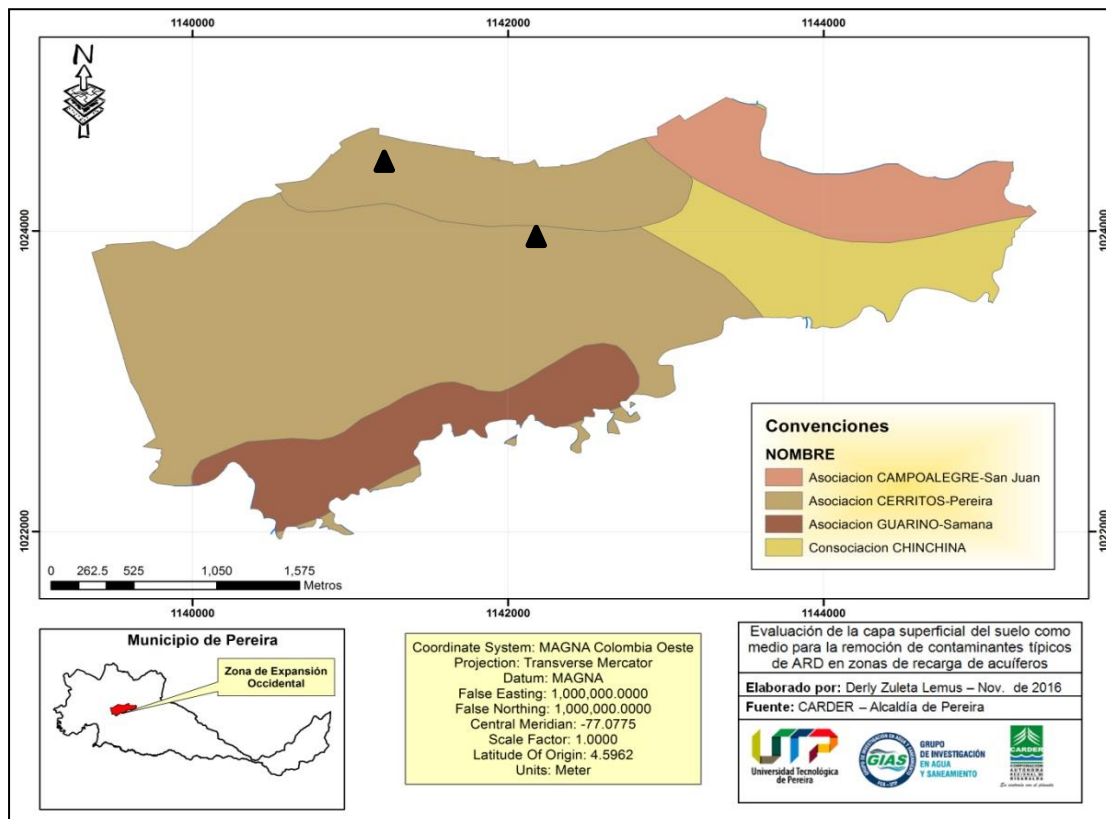 1140000
1142000
1144000
N
1024000
1024000
1022000
1022000
Convenciones
NOMBRE
Asociacion CAMPOALEGRE-San Juan
Asociacion CERRITOS-Pereira
Asociacion GUARINO-Samana
Consociacion CHINCHINA
0 262.5 525 1,050 1,575
Metros
1140000
1142000
1144000
Municipio de Pereira
Zona de Expansión
Occidental
Coordinate System: MAGNA Colombia Oeste
Projection: Transverse Mercator
Datum: MAGNA
False Easting: 1,000,000.0000
False Northing: 1,000,000.0000
Central Meridian: -77.0775
Scale Factor: 1.0000
Latitude Of Origin: 4.5962
Units: Meter
Evaluación de la capa superficial del suelo como
medio para la remoción de contaminantes típicos
de ARD en zonas de recarga de acuíferos
Elaborado por: Derly Zuleta Lemus – Nov. de 2016
Fuente: CARDER – Alcaldía de Pereira
UTP
Universidad Tecnológica
de Pereira
GIAS
GRUPO
DE INVESTIGACIÓN
EN AGUA
Y SANEAMIENTO
CARDER
CORPORACIÓN
AUTÓNOMA
REGIONAL DE
RISARALDA